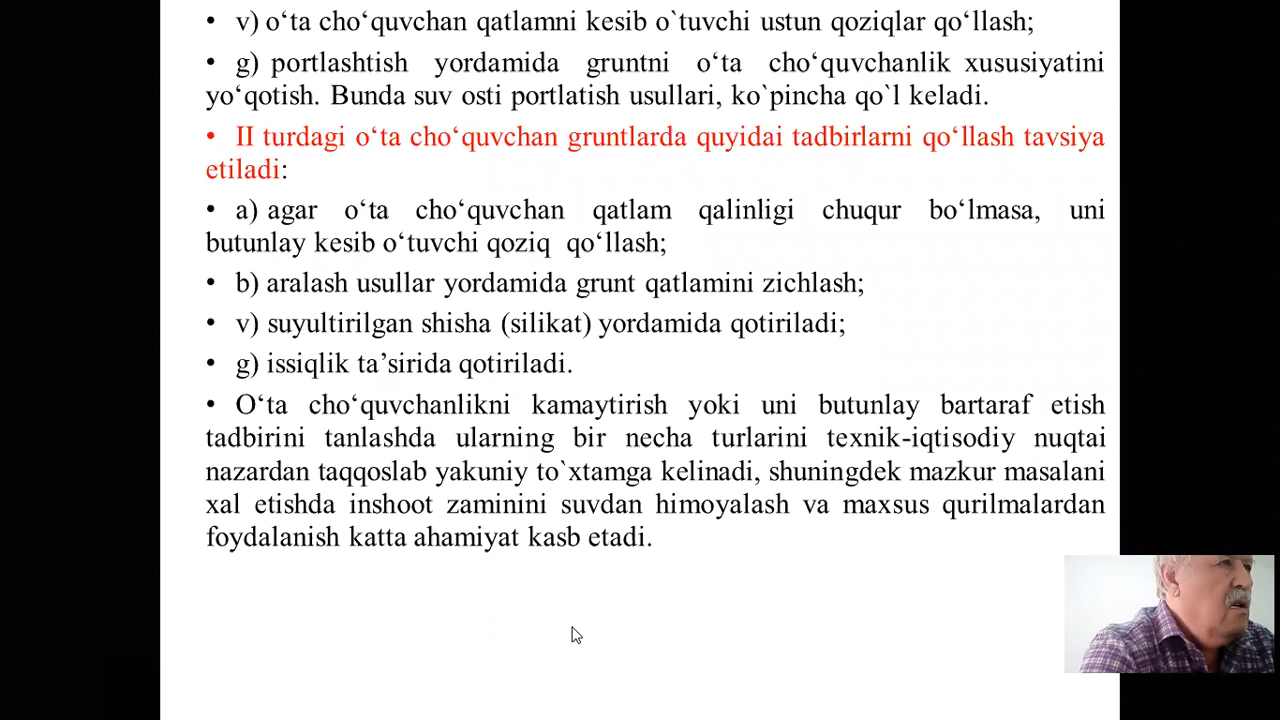 • v) o‘ta cho‘quvchan qatlamni kesib o`tuvchi ustun qoziqlar qo‘llash;
• g) portlashtish yordamida gruntni o‘ta cho‘quvchanlik xususiyatini
yo‘qotish. Bunda suv osti portlatish usullari, ko`pincha qo`l keladi.
• II turdagi o‘ta cho‘quvchan gruntlarda quyidai tadbirlarni qo‘llash tavsiya
etiladi:
• a) agar o‘ta cho‘quvchan qatlam qalinligi chuqur bo‘lmasa, uni
butunlay kesib o‘tuvchi qoziq qo‘llash;
• b) aralash usullar yordamida grunt qatlamini zichlash;
• v) suyultirilgan shisha (silikat) yordamida qotiriladi;
• g) issiqlik ta’sirida qotiriladi.
• O‘ta cho‘quvchanlikni kamaytirish yoki uni butunlay bartaraf etish
tadbirini tanlashda ularning bir necha turlarini texnik-iqtisodiy nuqtai
nazardan taqqoslab yakuniy to`xtamga kelinadi, shuningdek mazkur masalani
xal etishda inshoot zaminini suvdan himoyalash va maxsus qurilmalardan
foydalanish katta ahamiyat kasb etadi.